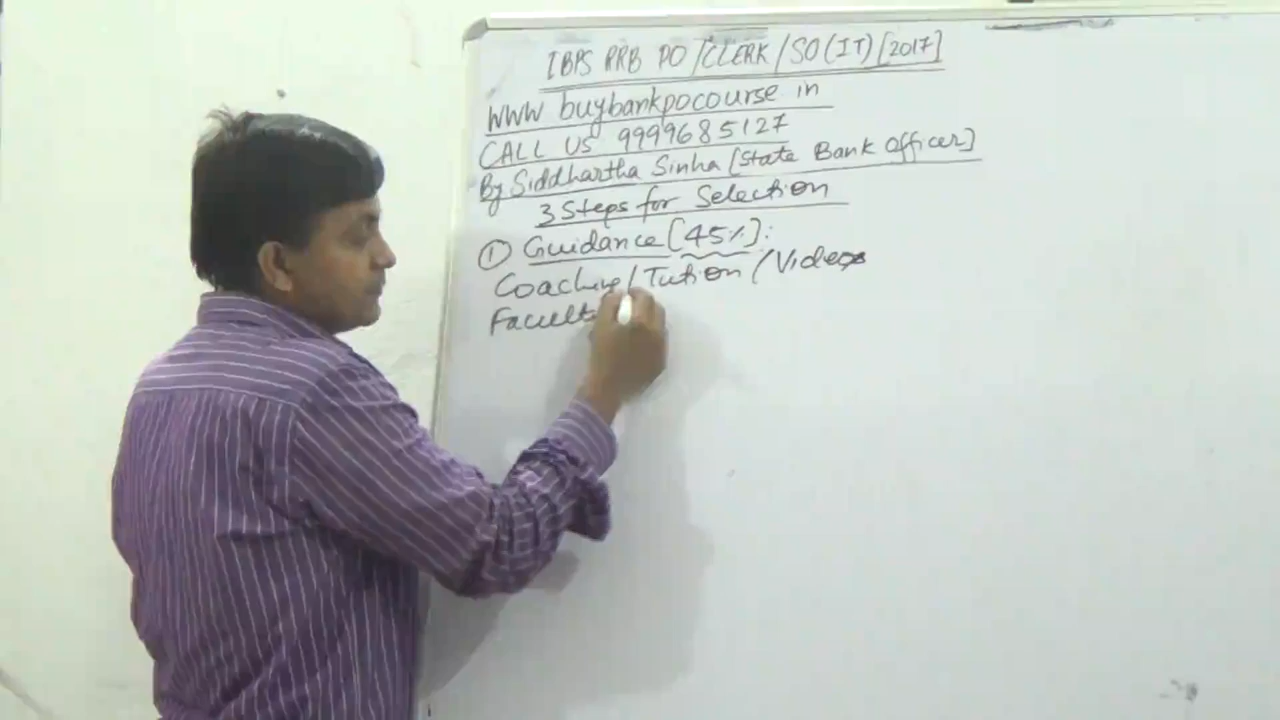 IBPS RRB PO/CLERK/SO(IT)[2017]
WWW buybankpocourse in
CALL US 9999685127
By Siddhartha Sinha [State Bank officer]
3 Steps for Selection
① Guidance [45%]:
Coaching/Tution/Videos
Facult